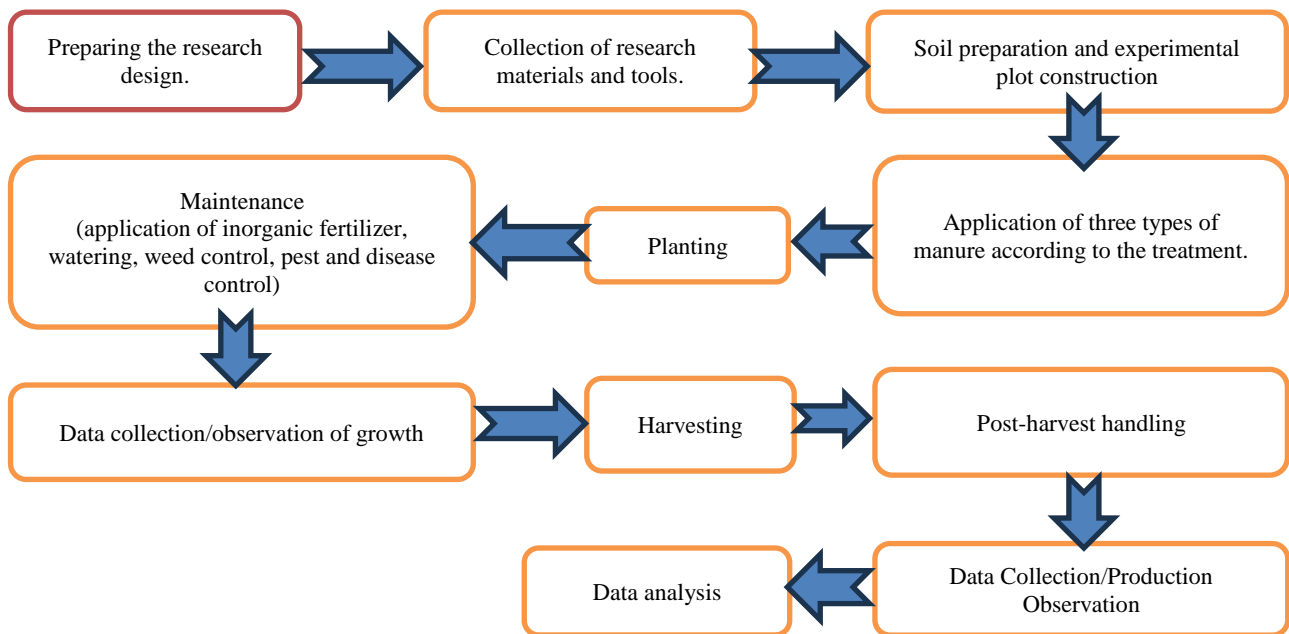 Preparing the research
design.
Collection of research
materials and tools.
Soil preparation and experimental
plot construction
Application of three types of
manure according to the treatment.
Planting
Maintenance
(application of inorganic fertilizer,
watering, weed control, pest and disease
control)
Data collection/observation of growth
Harvesting
Post-harvest handling
Data Collection/Production
Observation
Data analysis